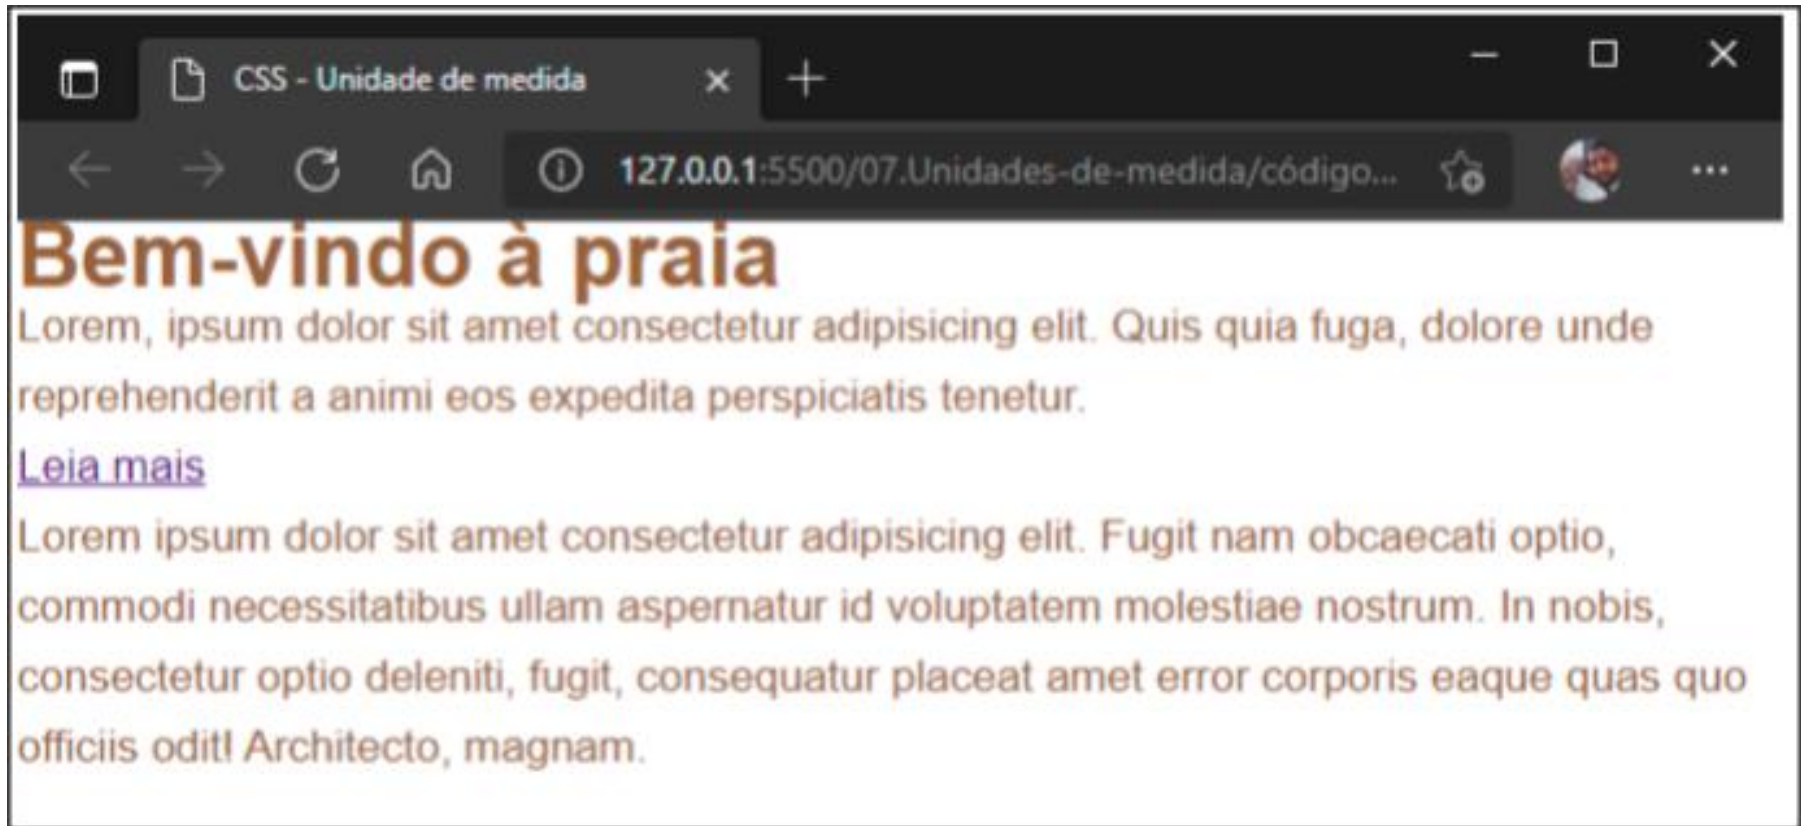 CSS - Unidade de medida
127.0.0.1:5500/07.Unidades-de-medida/código...
Bem-vindo à praia
Lorem, ipsum dolor sit amet consectetur adipisicing elit. Quis quia fuga, dolore unde
reprehenderit a animi eos expedita perspiciatis tenetur.
Leia mais
Lorem ipsum dolor sit amet consectetur adipisicing elit. Fugit nam obcaecati optio,
commodi necessitatibus ullam aspernatur id voluptatem molestiae nostrum. In nobis,
consectetur optio deleniti, fugit, consequatur placeat amet error corporis eaque quas quo
officiis odit! Architecto, magnam.